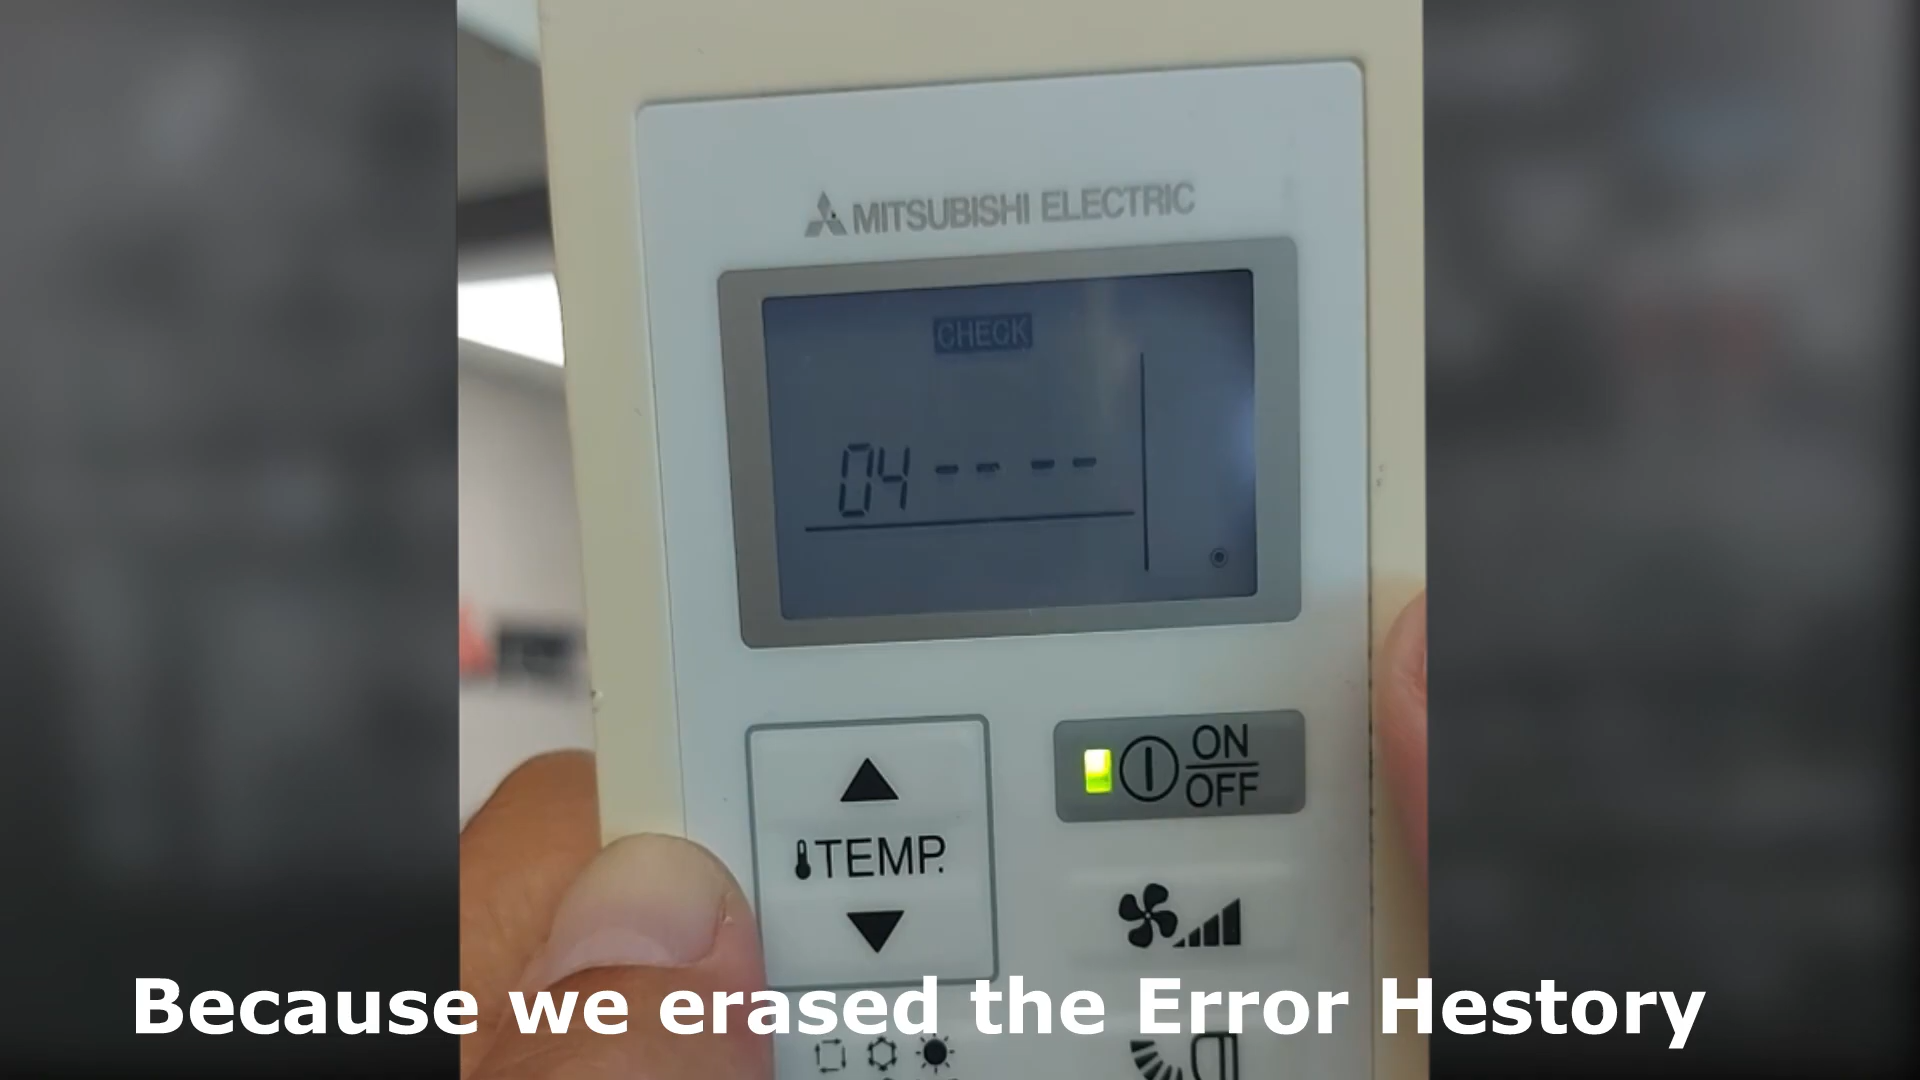 MITSUBISHI ELECTRIC
CHECK
04 -- --
ON
OFF
TEMP.
Because we erased the Error Hestory